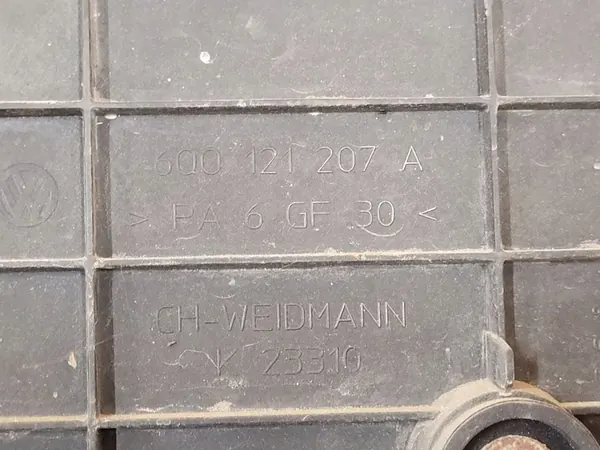 6Q0 121 207 A
> PA 6 GF 30 <
CH-WEIDMANN
K 23310